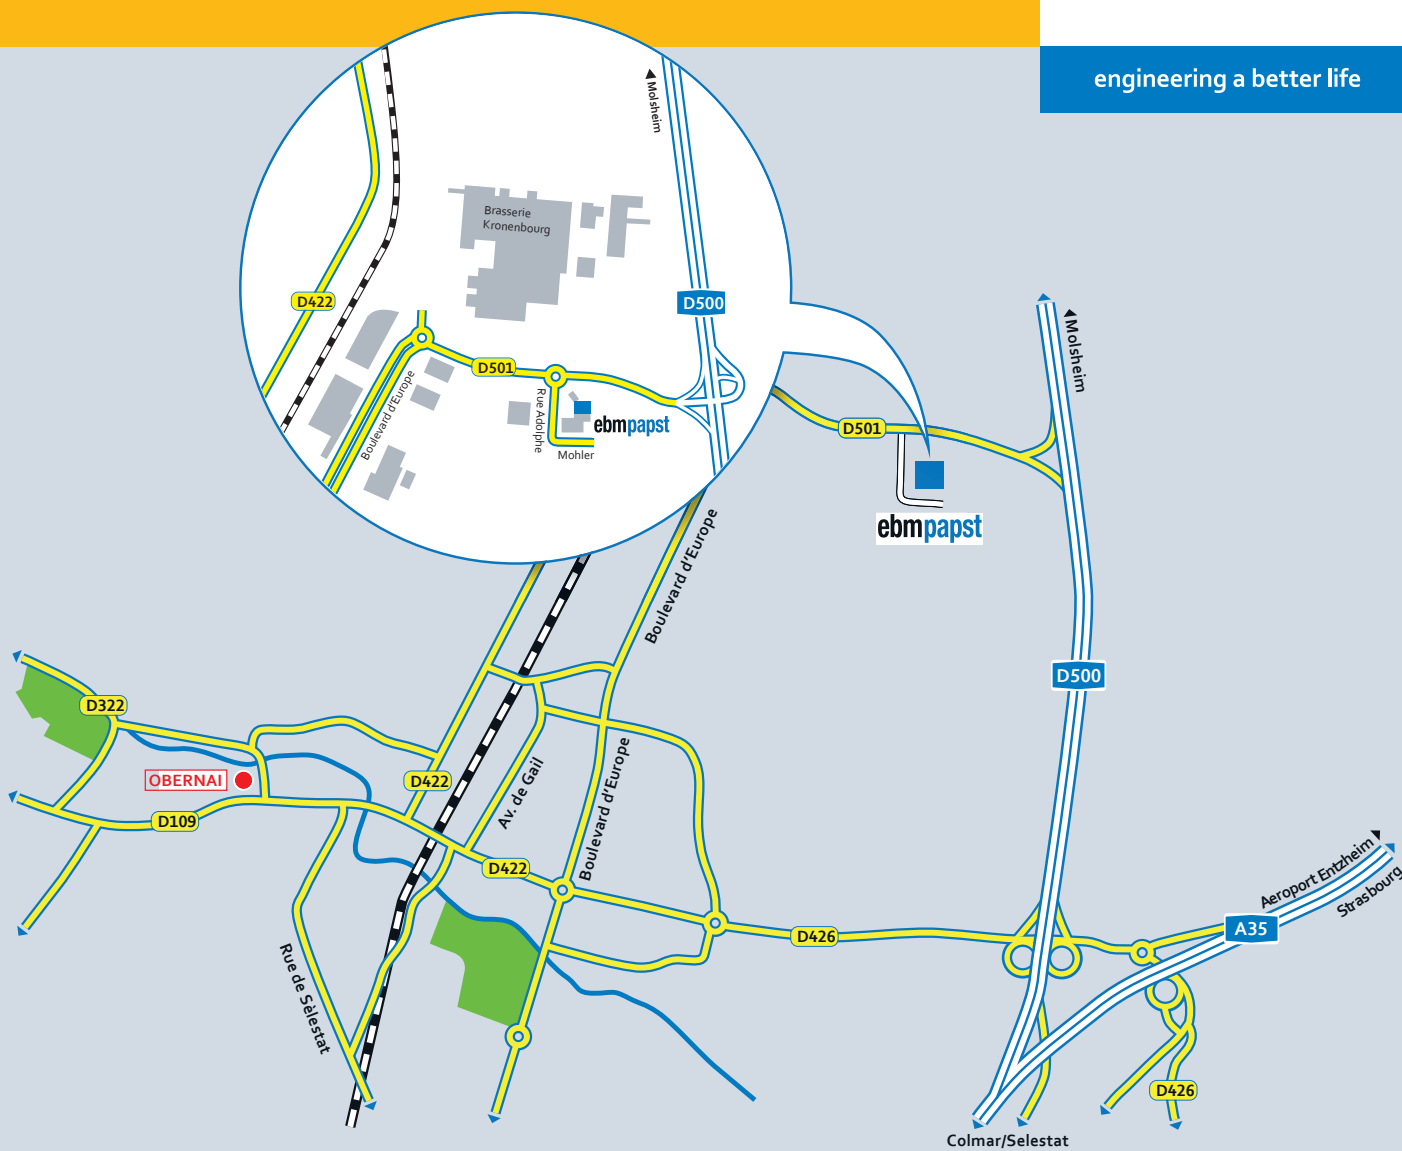 engineering a better life
Molsheim
Brasserie
Kronenbourg
D422
D500
D501
Boulevard d'Europe
Rue Adolphe
Mohler
ebmpapst
Molsheim
D501
ebmpapst
Boulevard d'Europe
D500
D322
OBERNAI
D422
Av. de Gail
Boulevard d'Europe
D109
D422
Aeroport Entzheim
Strasbourg
A35
D426
Rue de Sèlestat
D426
Colmar/Selestat